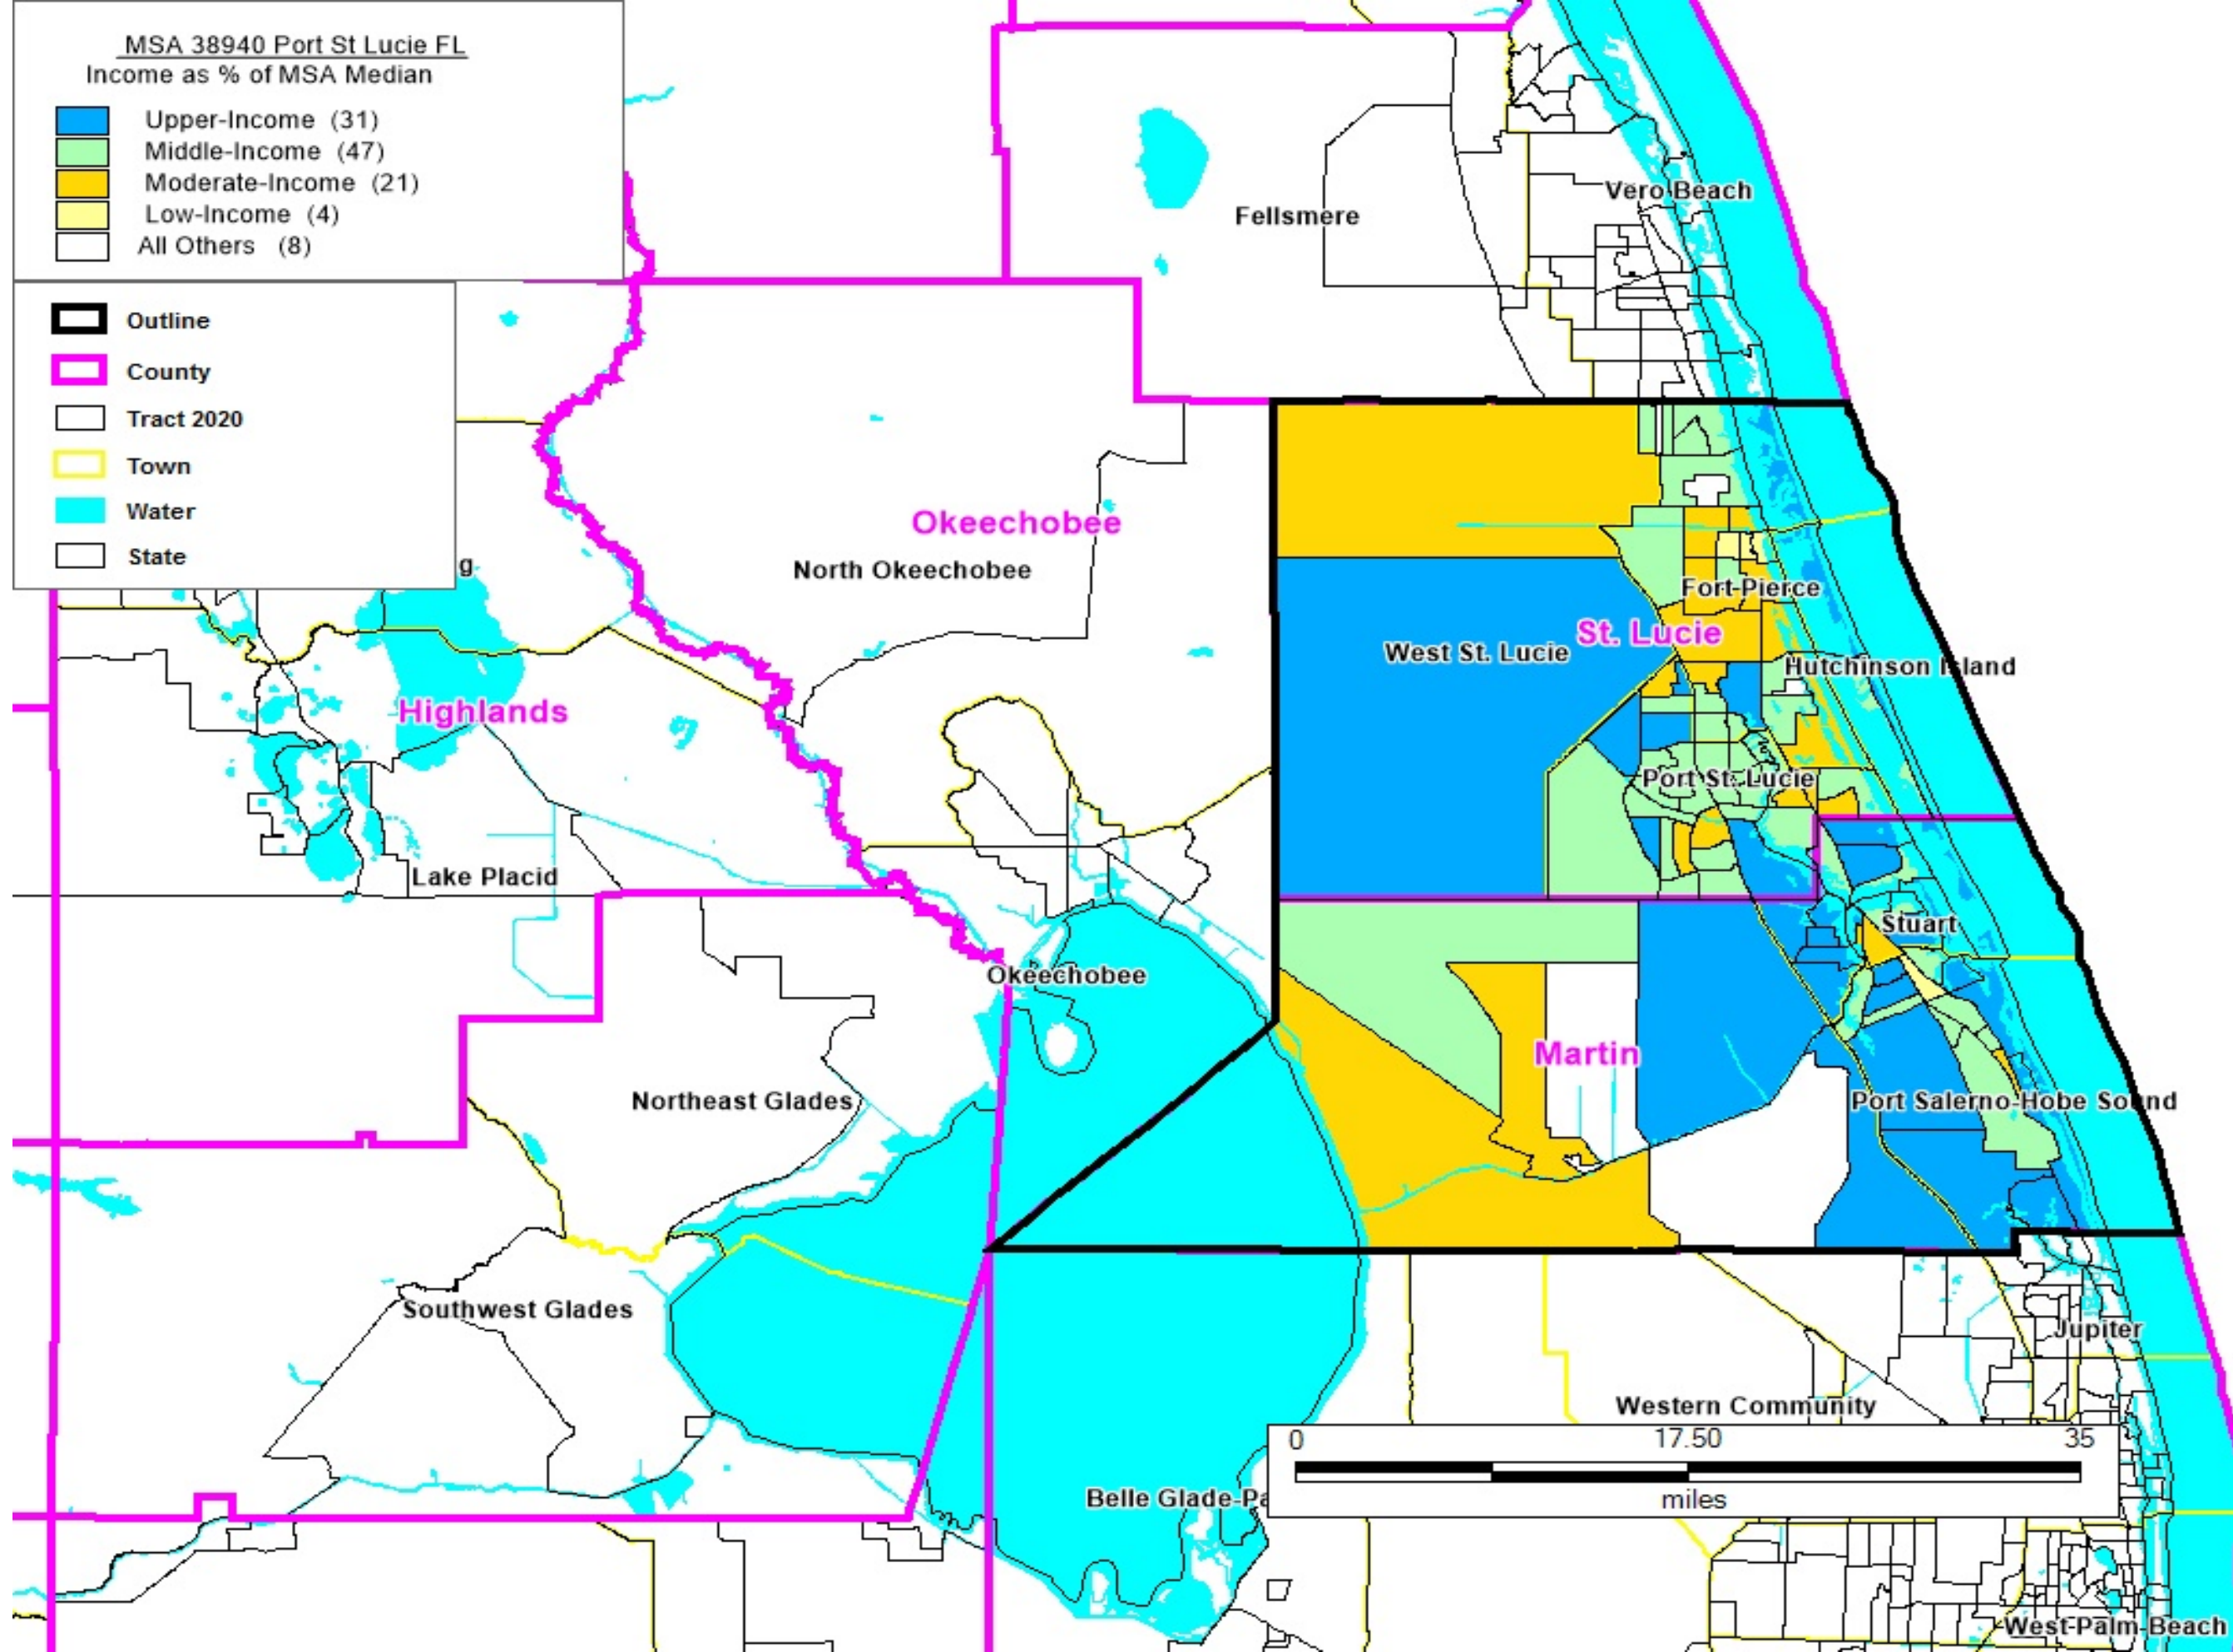 MSA 38940 Port St Lucie FL
Income as % of MSA Median
Upper-Income (31)
Middle-Income (47)
Moderate-Income (21)
Low-Income (4)
All Others (8)
Outline
County
Tract 2020
Town
Water
State
g
Vero Beach
Fellsmere
Okeechobee
North Okeechobee
Fort Pierce
St. Lucie
West St. Lucie
Hutchinson Island
Highlands
Port St. Lucie
Lake Placid
Stuart
Okeechobee
Martin
Northeast Glades
Port Salerno-Hobe Sound
Southwest Glades
Jupiter
Western Community
0 17.50 35
miles
Belle Glade-Pa
West Palm Beach